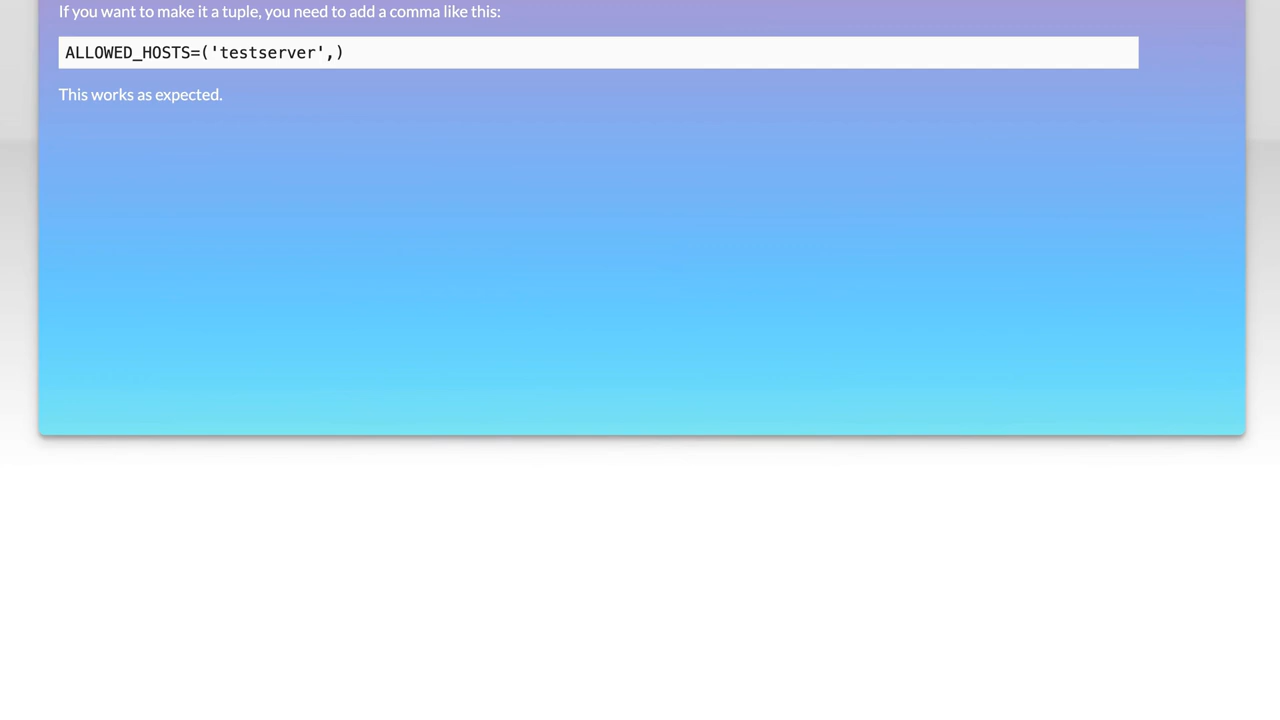 If you want to make it a tuple, you need to add a comma like this:
ALLOWED_HOSTS=('testserver',)
This works as expected.